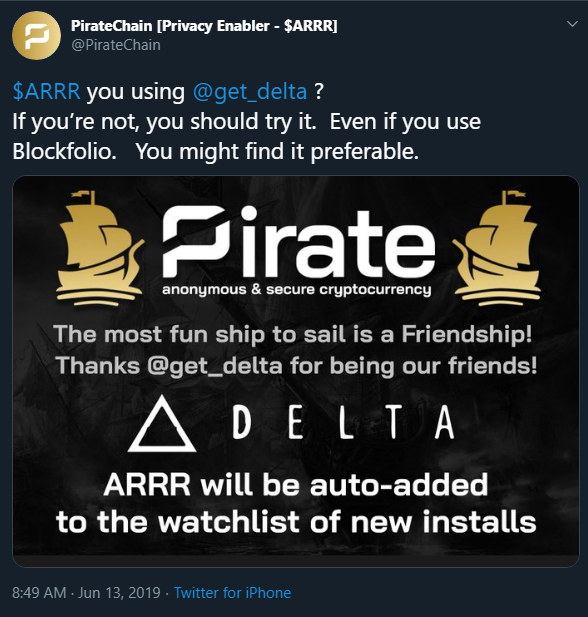 PirateChain [Privacy Enabler - $ARRR]
@PirateChain
$ARRR you using @get_delta ?
If you’re not, you should try it.  Even if you use
Blockfolio.   You might find it preferable.
Pirate
anonymous & secure cryptocurrency
The most fun ship to sail is a Friendship!
Thanks @get_delta for being our friends!
DELTA
ARRR will be auto-added
to the watchlist of new installs
8:49 AM · Jun 13, 2019 · Twitter for iPhone